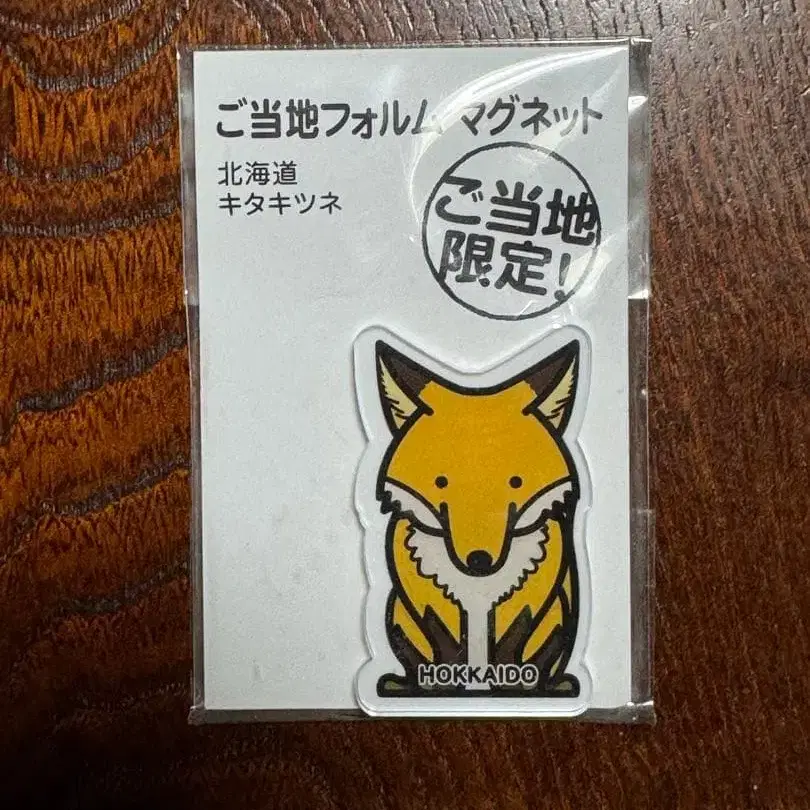 ご当地フォルム マグネット
北海道
キタキツネ
ご当地
限定!
HOKKAIDO